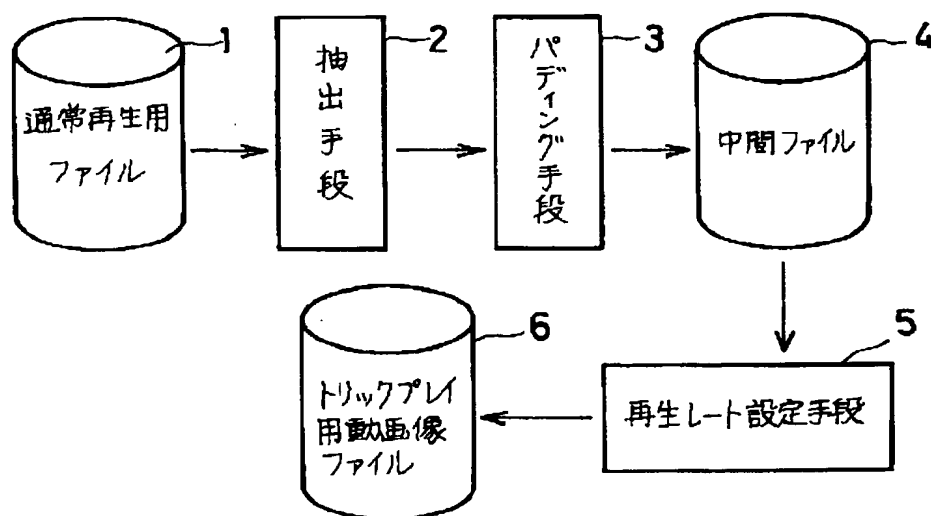 1
通常再生用
ファイル
2
抽出手段
3
パディング手段
4
中間ファイル
5
再生レート設定手段
6
トリックプレイ
用動画像
ファイル